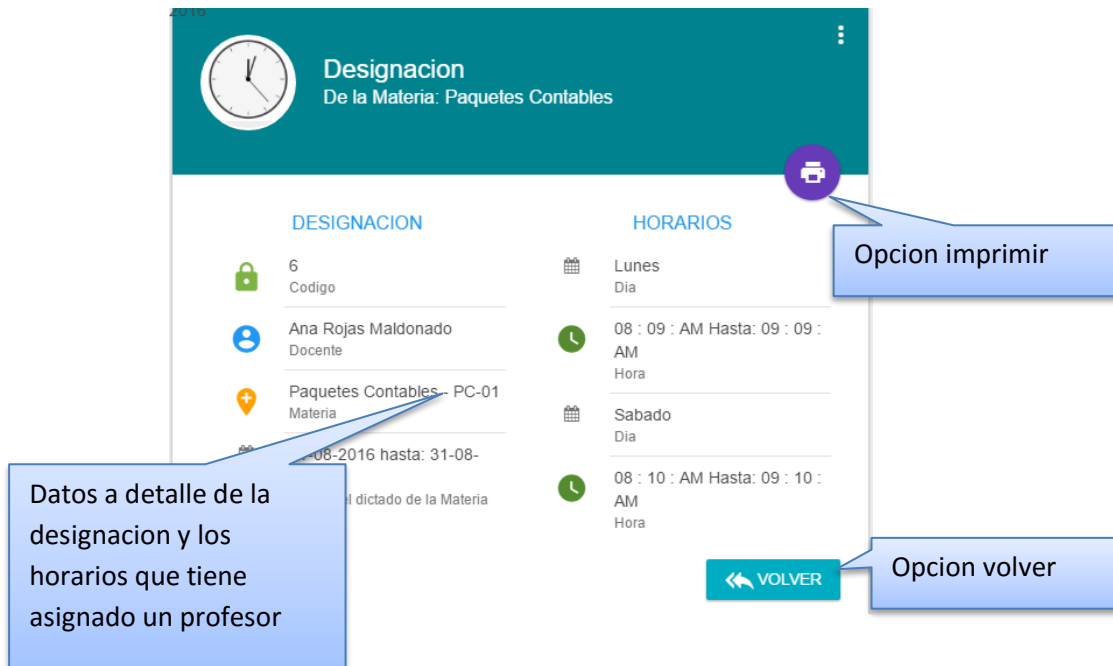 2016
Designacion
De la Materia: Paquetes Contables
DESIGNACION
6
Codigo
Ana Rojas Maldonado
Docente
Paquetes Contables - PC-01
Materia
-08-2016 hasta: 31-08-
el dictado de la Materia
HORARIOS
Lunes
Dia
08 : 09 : AM Hasta: 09 : 09 :
AM
Hora
Sabado
Dia
08 : 10 : AM Hasta: 09 : 10 :
AM
Hora
VOLVER
Opcion imprimir
Opcion volver
Datos a detalle de la
designacion y los
horarios que tiene
asignado un profesor